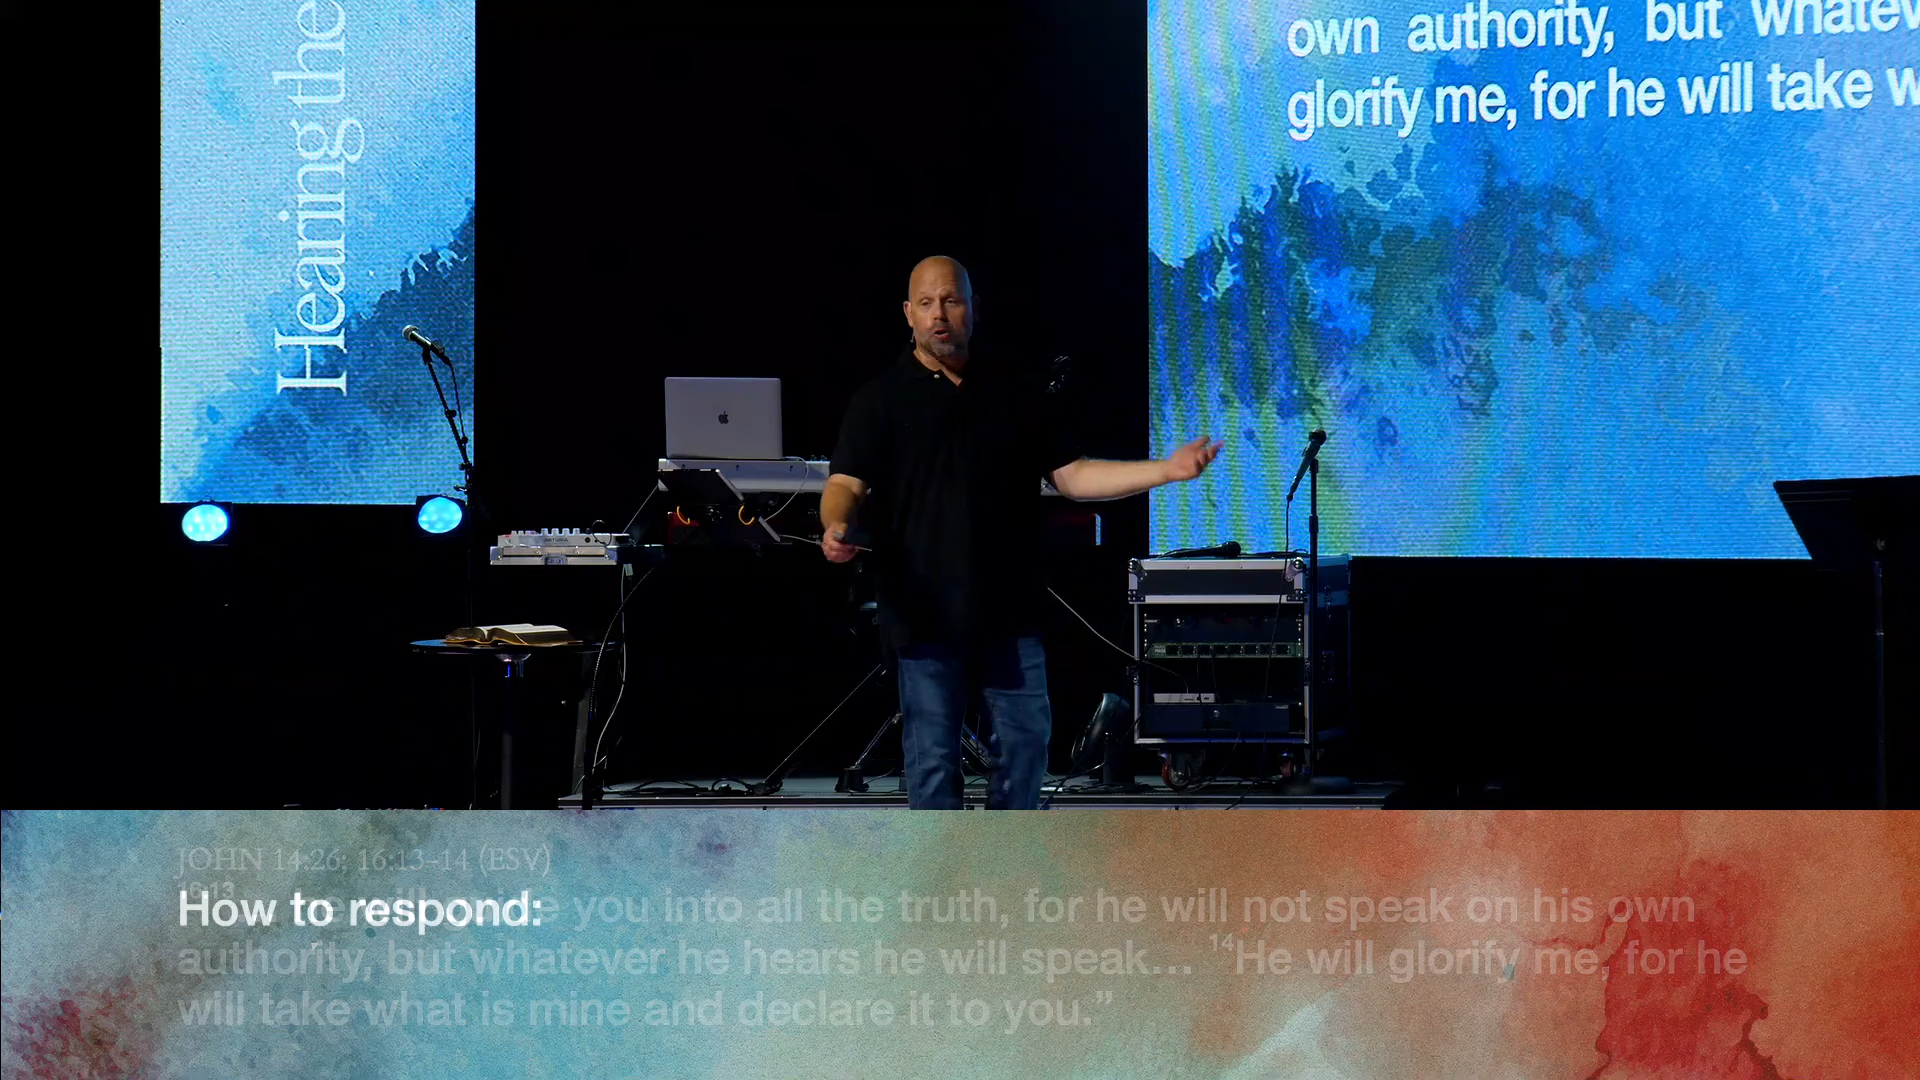 Hearing the
own authority, but whatev
glorify me, for he will take w
JOHN 14:26; 16:13–14 (ESV)
16:13
How to respond:
you into all the truth, for he will not speak on his own
authority, but whatever he hears he will speak… ¹⁴He will glorify me, for he
will take what is mine and declare it to you.”